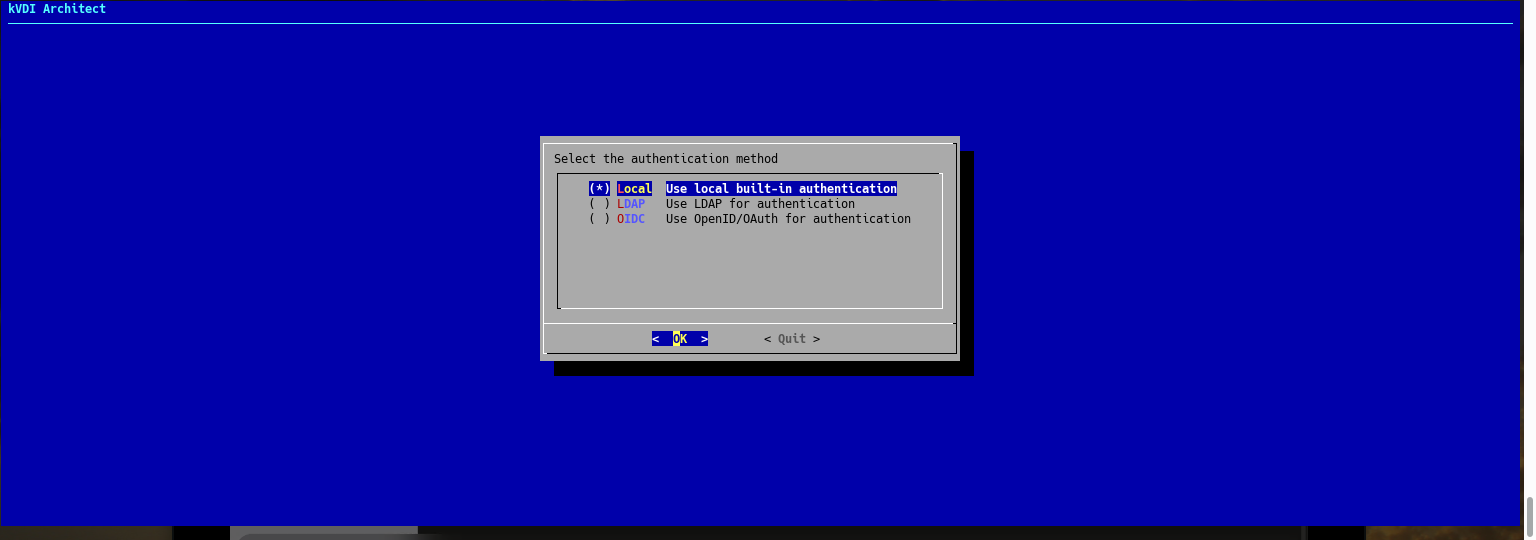 kVDI Architect
Select the authentication method
(*) Local Use local built-in authentication
( ) LDAP Use LDAP for authentication
( ) OIDC Use OpenID/OAuth for authentication
< OK > < Quit >